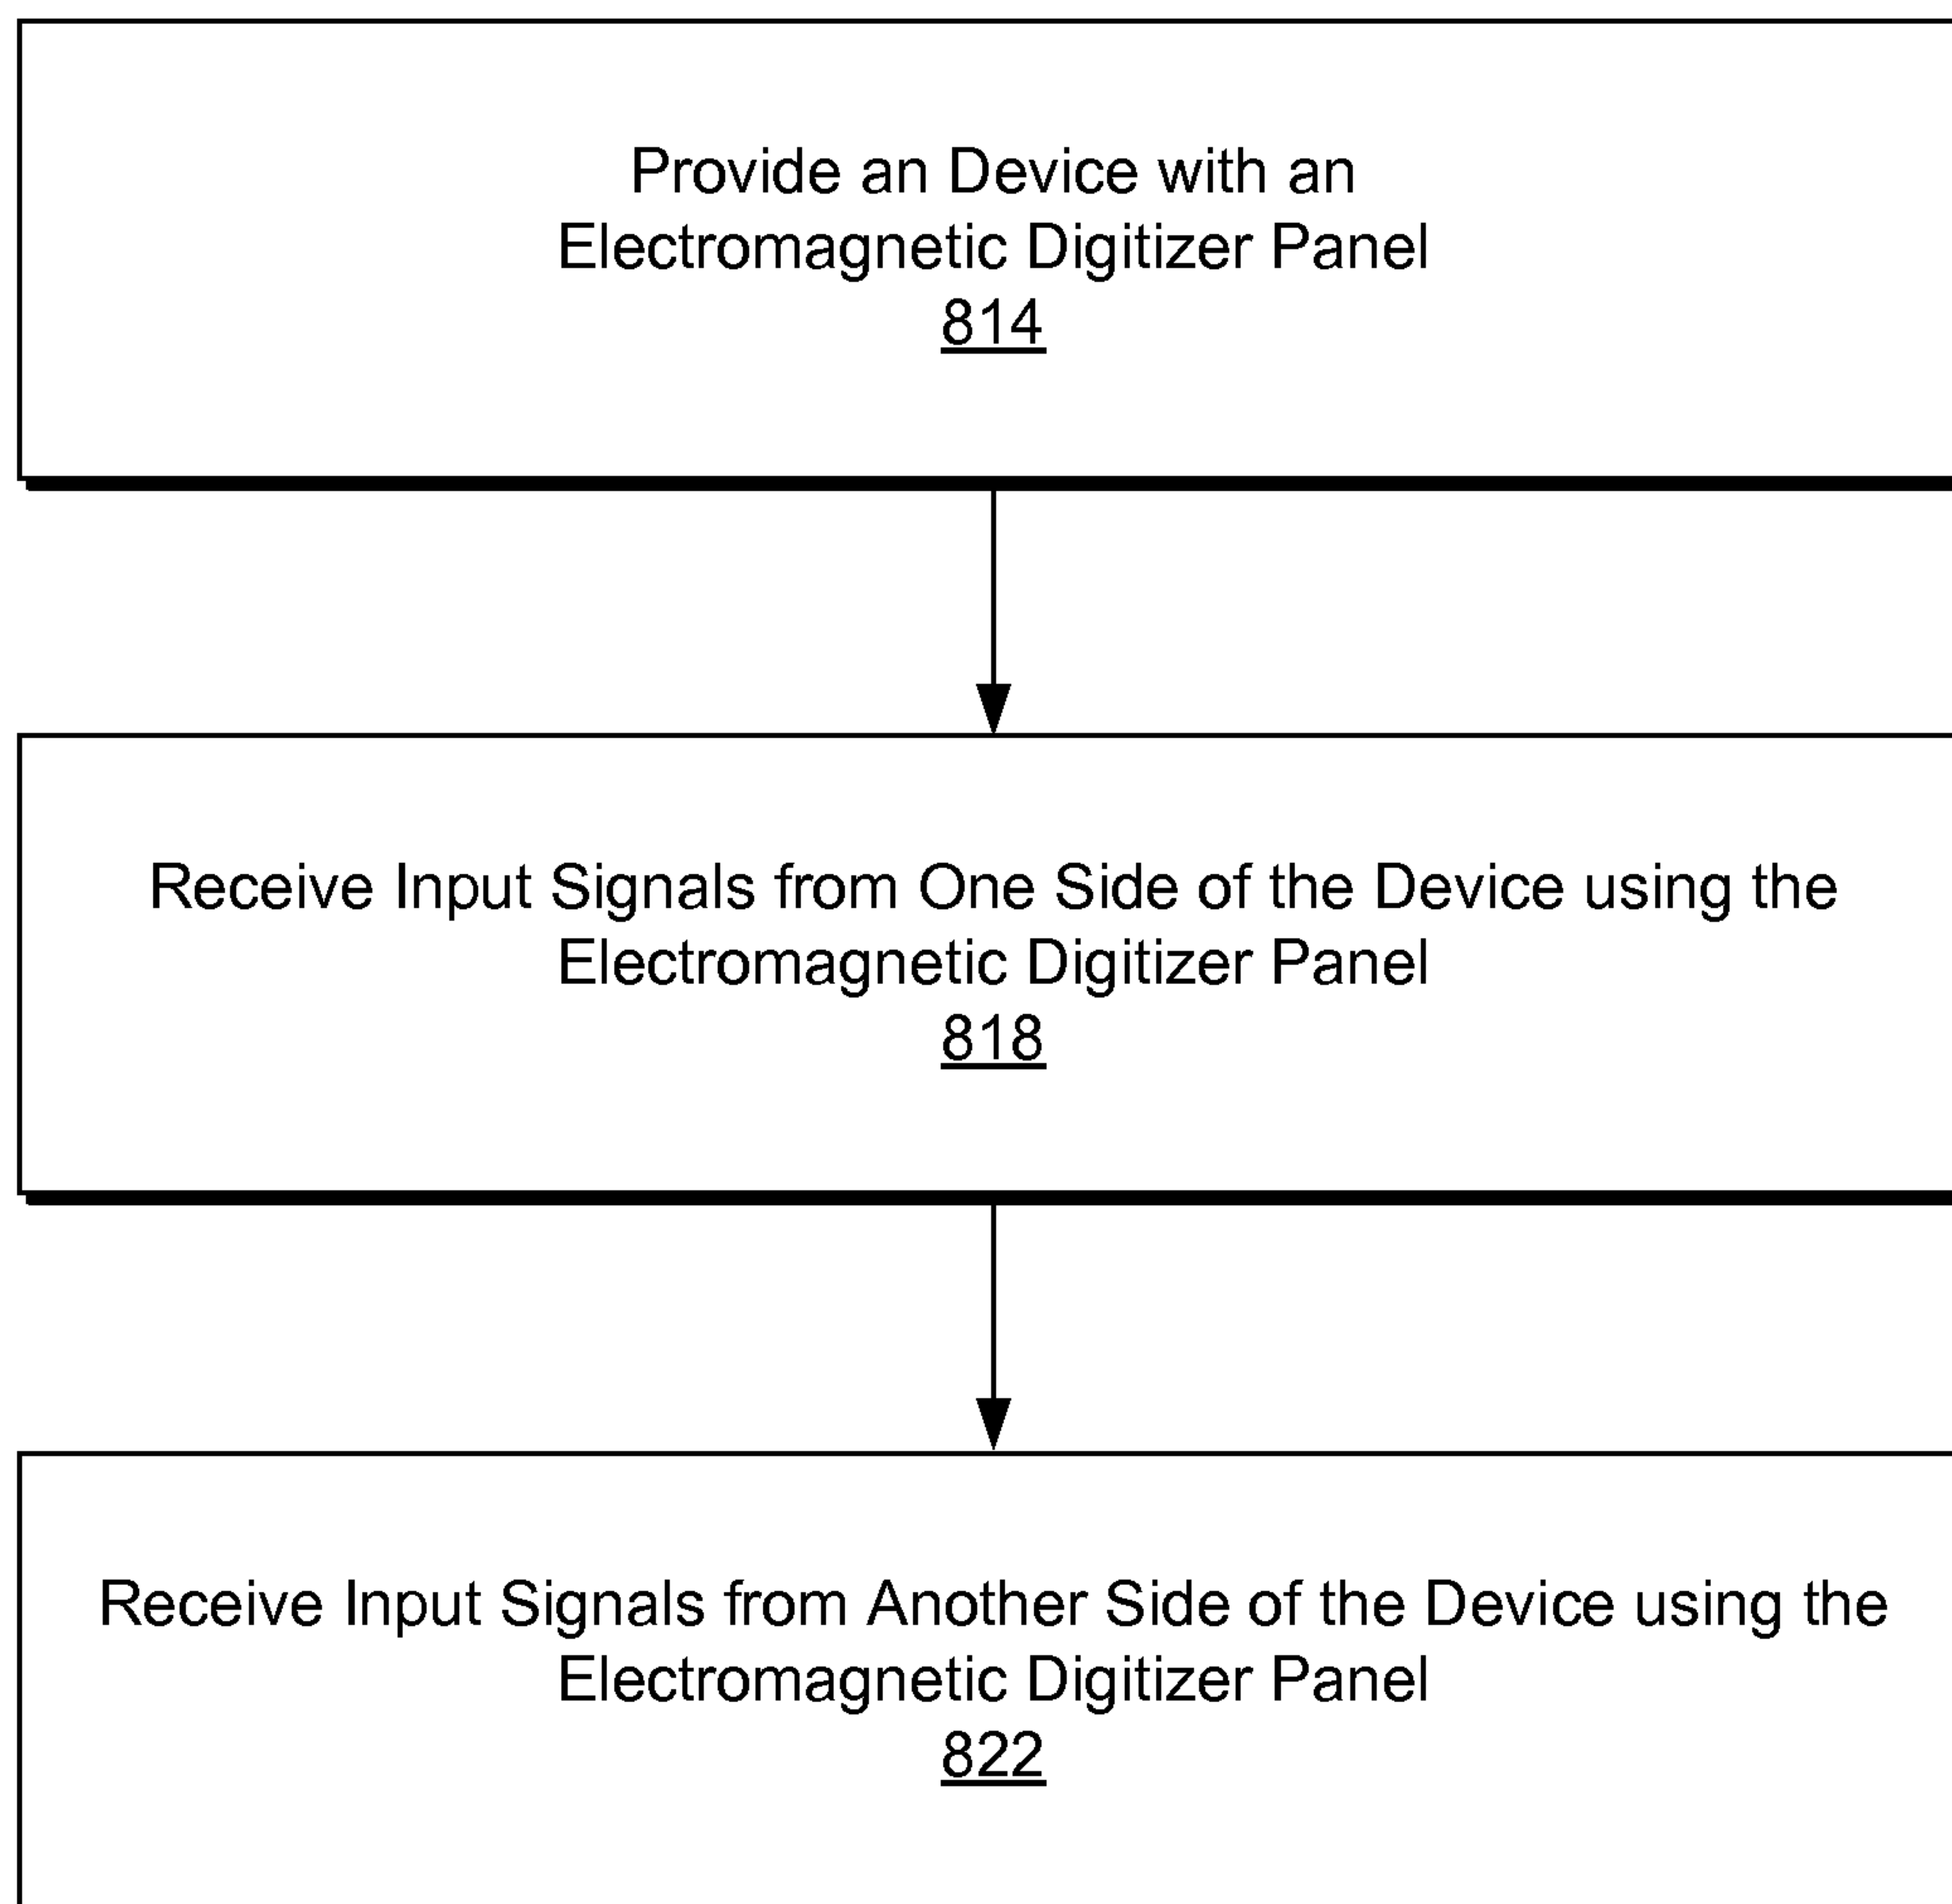 Provide an Device with an
Electromagnetic Digitizer Panel
814
Receive Input Signals from One Side of the Device using the
Electromagnetic Digitizer Panel
818
Receive Input Signals from Another Side of the Device using the
Electromagnetic Digitizer Panel
822